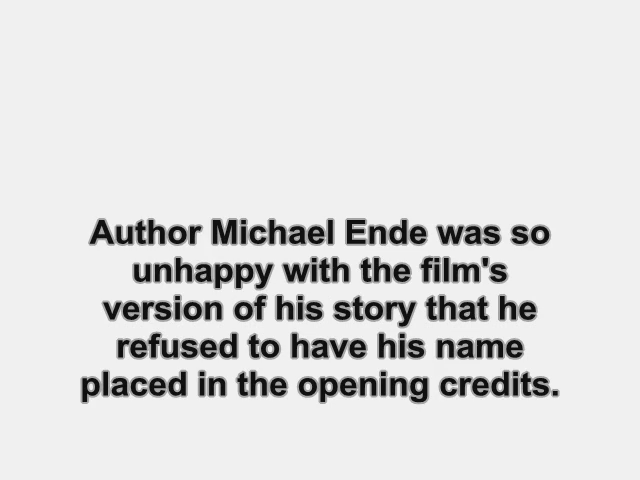 Author Michael Ende was so
unhappy with the film's
version of his story that he
refused to have his name
placed in the opening credits.